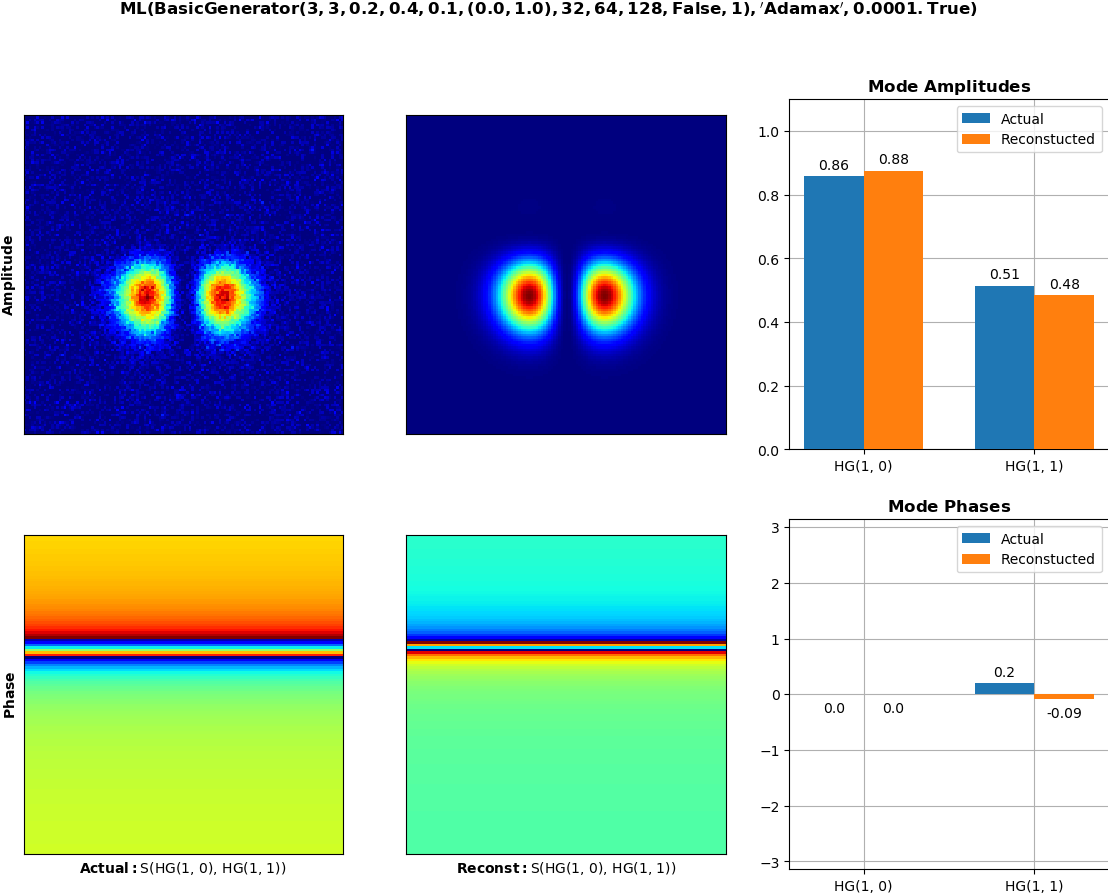 ML(BasicGenerator(3, 3, 0.2, 0.4, 0.1, (0.0, 1.0), 32, 64, 128, False, 1), ′Adamax′, 0.0001. True)
Amplitude
Mode Amplitudes
Actual
Reconstucted
1.0
0.8
0.6
0.4
0.2
0.0
0.86
0.88
0.51
0.48
HG(1, 0)
HG(1, 1)
Phase
Actual: S(HG(1, 0), HG(1, 1))
Reconst: S(HG(1, 0), HG(1, 1))
Mode Phases
Actual
Reconstucted
3
2
1
0
−1
−2
−3
0.0
0.0
0.2
-0.09
HG(1, 0)
HG(1, 1)